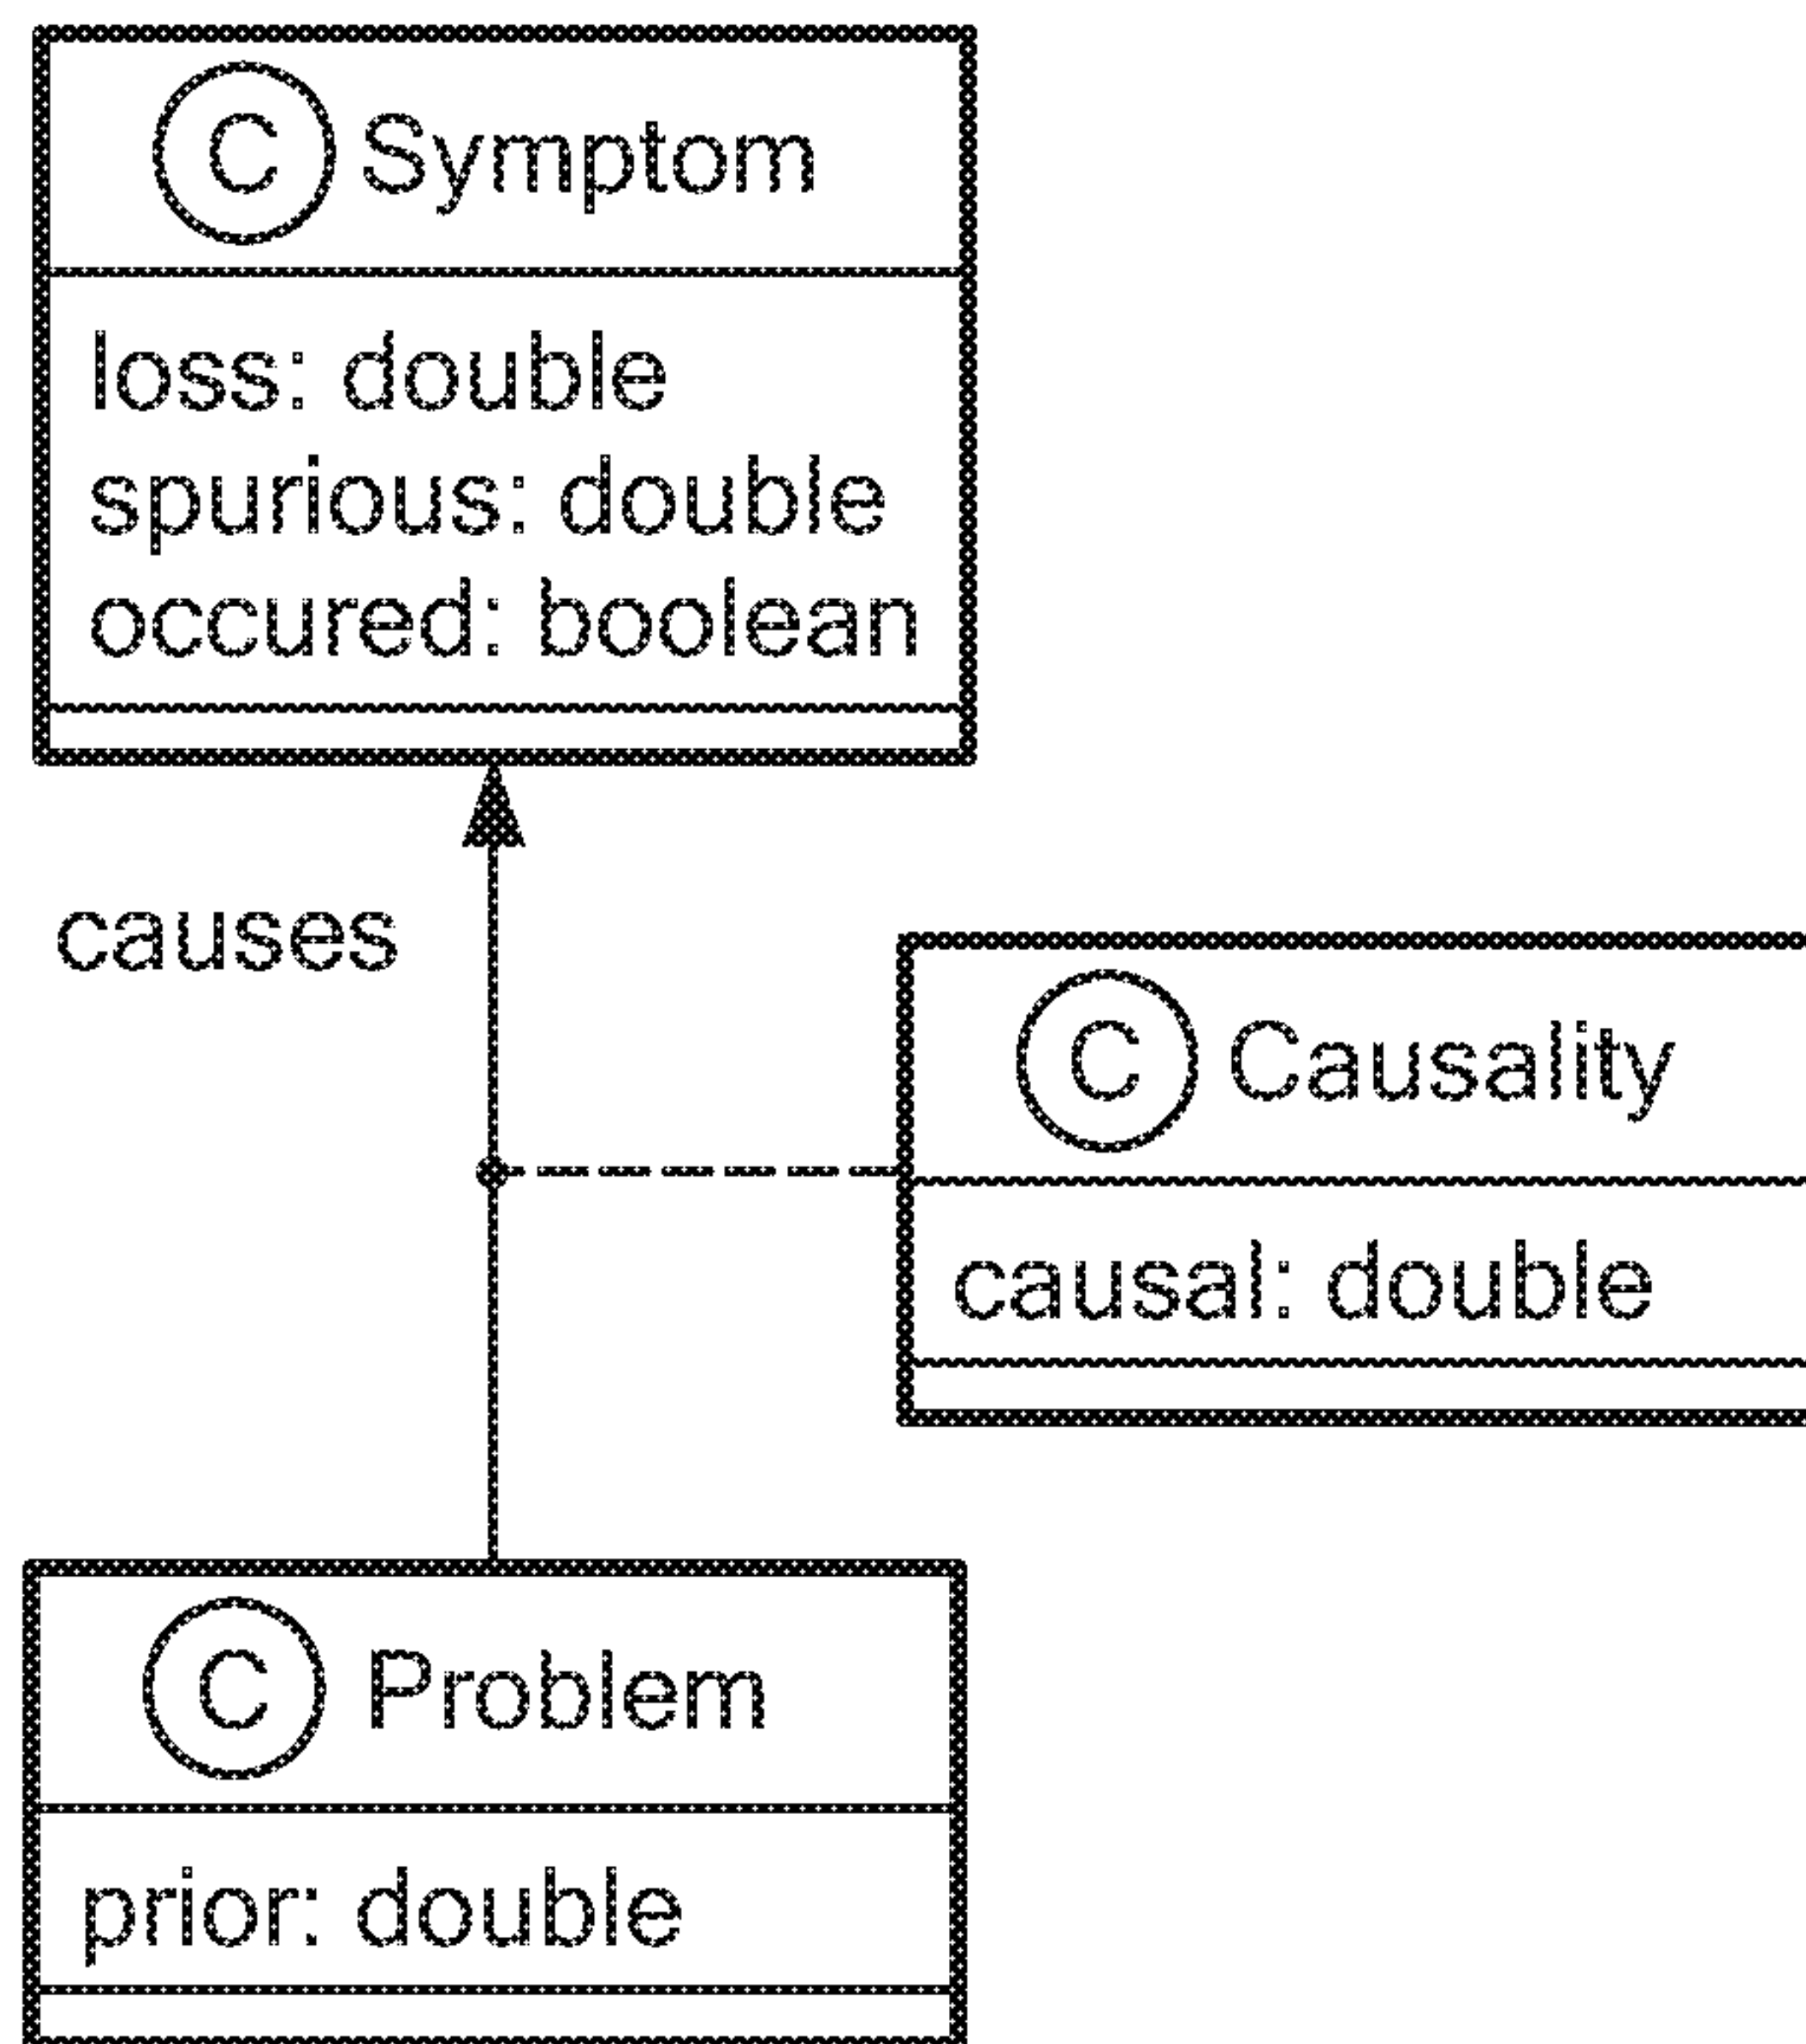 C Symptom
loss: double
spurious: double
occured: boolean
causes
C Causality
causal: double
C Problem
prior: double